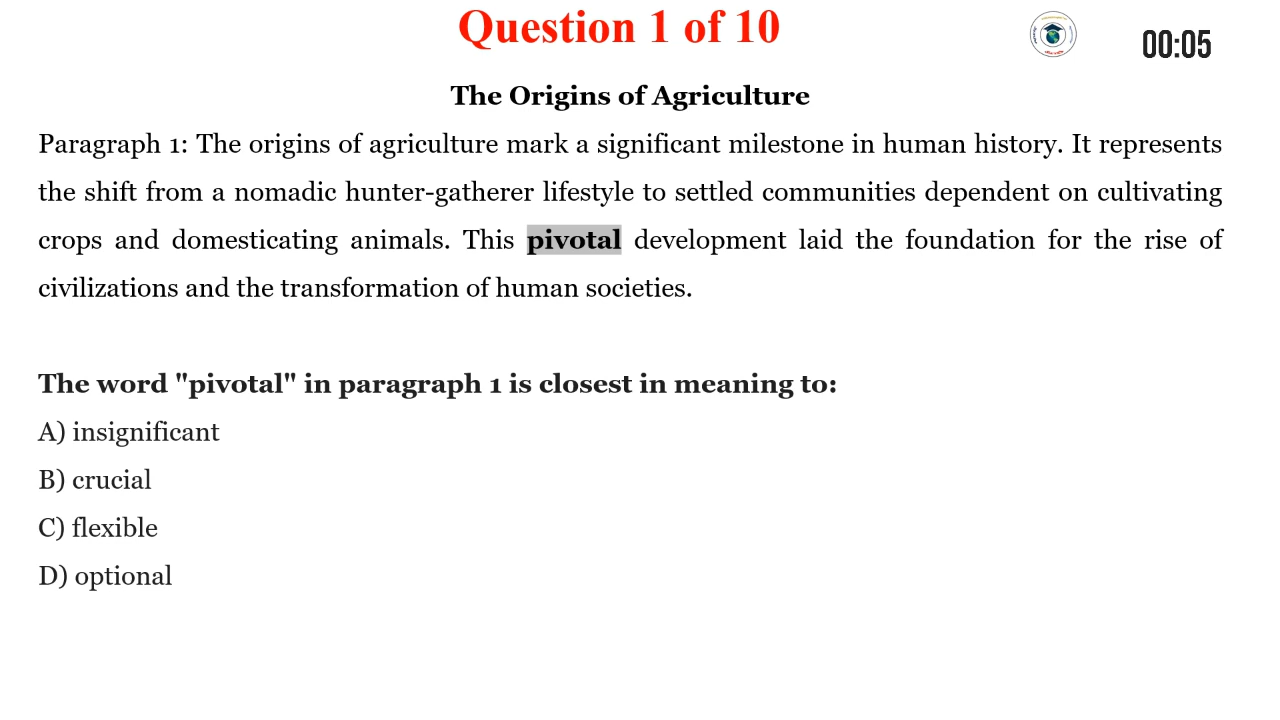 Question 1 of 10
00:05
The Origins of Agriculture
Paragraph 1: The origins of agriculture mark a significant milestone in human history. It represents
the shift from a nomadic hunter-gatherer lifestyle to settled communities dependent on cultivating
crops and domesticating animals. This pivotal development laid the foundation for the rise of
civilizations and the transformation of human societies.
The word "pivotal" in paragraph 1 is closest in meaning to:
A) insignificant
B) crucial
C) flexible
D) optional